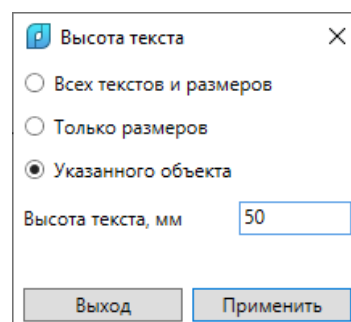 Высота текста
Всех текстов и размеров
Только размеров
Указанного объекта
Высота текста, мм 50
Выход Применить